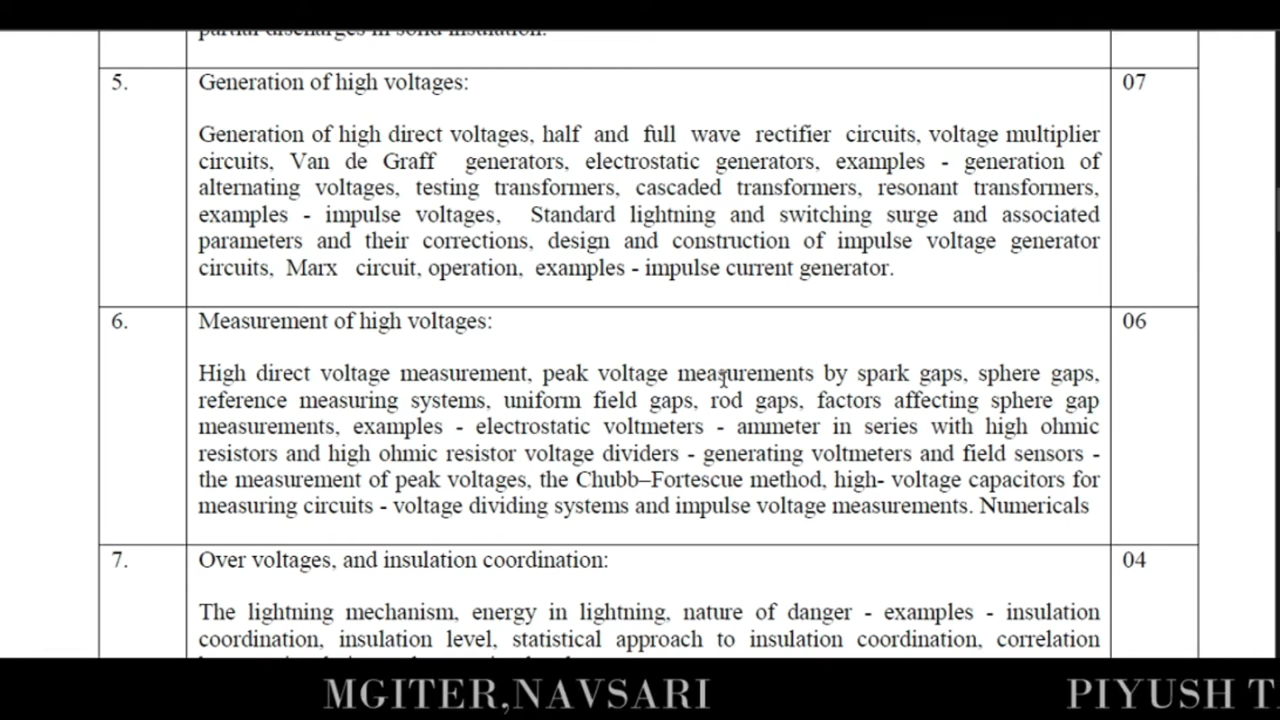 partial discharges in solid insulation.
5. Generation of high voltages: 07
Generation of high direct voltages, half and full wave rectifier circuits, voltage multiplier
circuits, Van de Graff generators, electrostatic generators, examples - generation of
alternating voltages, testing transformers, cascaded transformers, resonant transformers,
examples - impulse voltages, Standard lightning and switching surge and associated
parameters and their corrections, design and construction of impulse voltage generator
circuits, Marx circuit, operation, examples - impulse current generator.
6. Measurement of high voltages: 06
High direct voltage measurement, peak voltage measurements by spark gaps, sphere gaps,
reference measuring systems, uniform field gaps, rod gaps, factors affecting sphere gap
measurements, examples - electrostatic voltmeters - ammeter in series with high ohmic
resistors and high ohmic resistor voltage dividers - generating voltmeters and field sensors -
the measurement of peak voltages, the Chubb–Fortescue method, high- voltage capacitors for
measuring circuits - voltage dividing systems and impulse voltage measurements. Numericals
7. Over voltages, and insulation coordination: 04
The lightning mechanism, energy in lightning, nature of danger - examples - insulation
coordination, insulation level, statistical approach to insulation coordination, correlation
MGITER,NAVSARI PIYUSH T